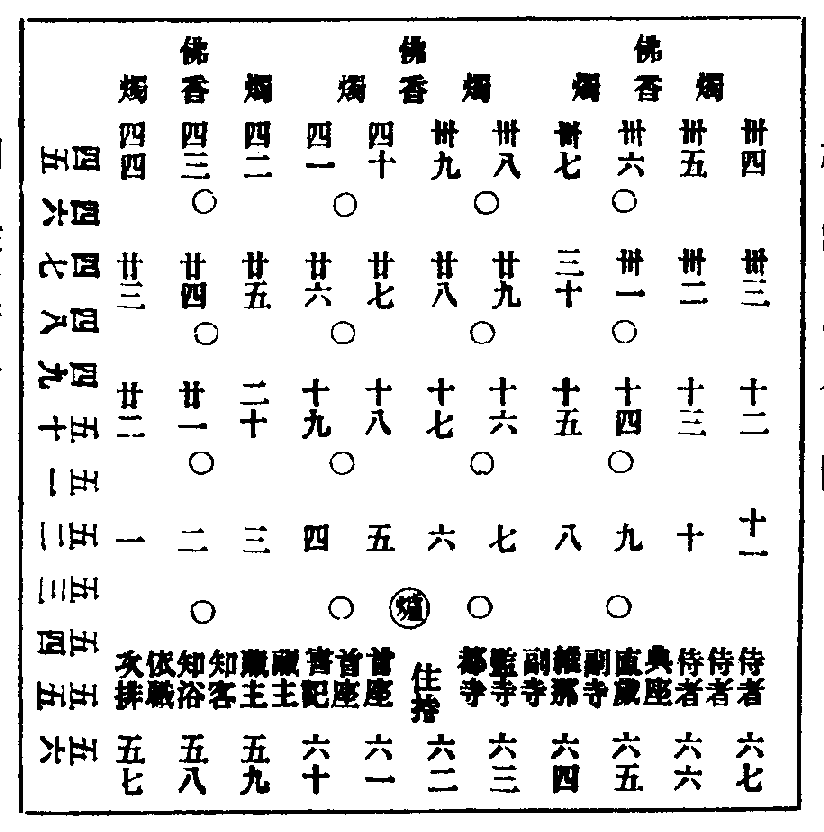 佛 佛 佛
燭 香 燭 燭 香 燭 燭 香 燭
四四 四三 四二 四一 四十 卅九 卅八 卅七 卅六 卅五 卅四
○ ○ ○ ○
廿三 廿四 廿五 廿六 廿七 廿八 廿九 三十 卅一 卅二 卅三
○ ○ ○ ○
廿二 廿一 二十 十九 十八 十七 十六 十五 十四 十三 十二
○ ○ ○ ○
一 二 三 四 五 六 七 八 九 十 十一
○ ○ 爐 ○ ○
次排 依職 知浴 知客 藏主 藏主 書記 首座 首座 住持 都寺 監寺 副寺 維那 副寺 直歲 典座 侍者 侍者 侍者
五七 五八 五九 六十 六一 六二 六三 六四 六五 六六 六七
四五
四六
四七
四八
四九
五十
五一
五二
五三
五四
五五
五六